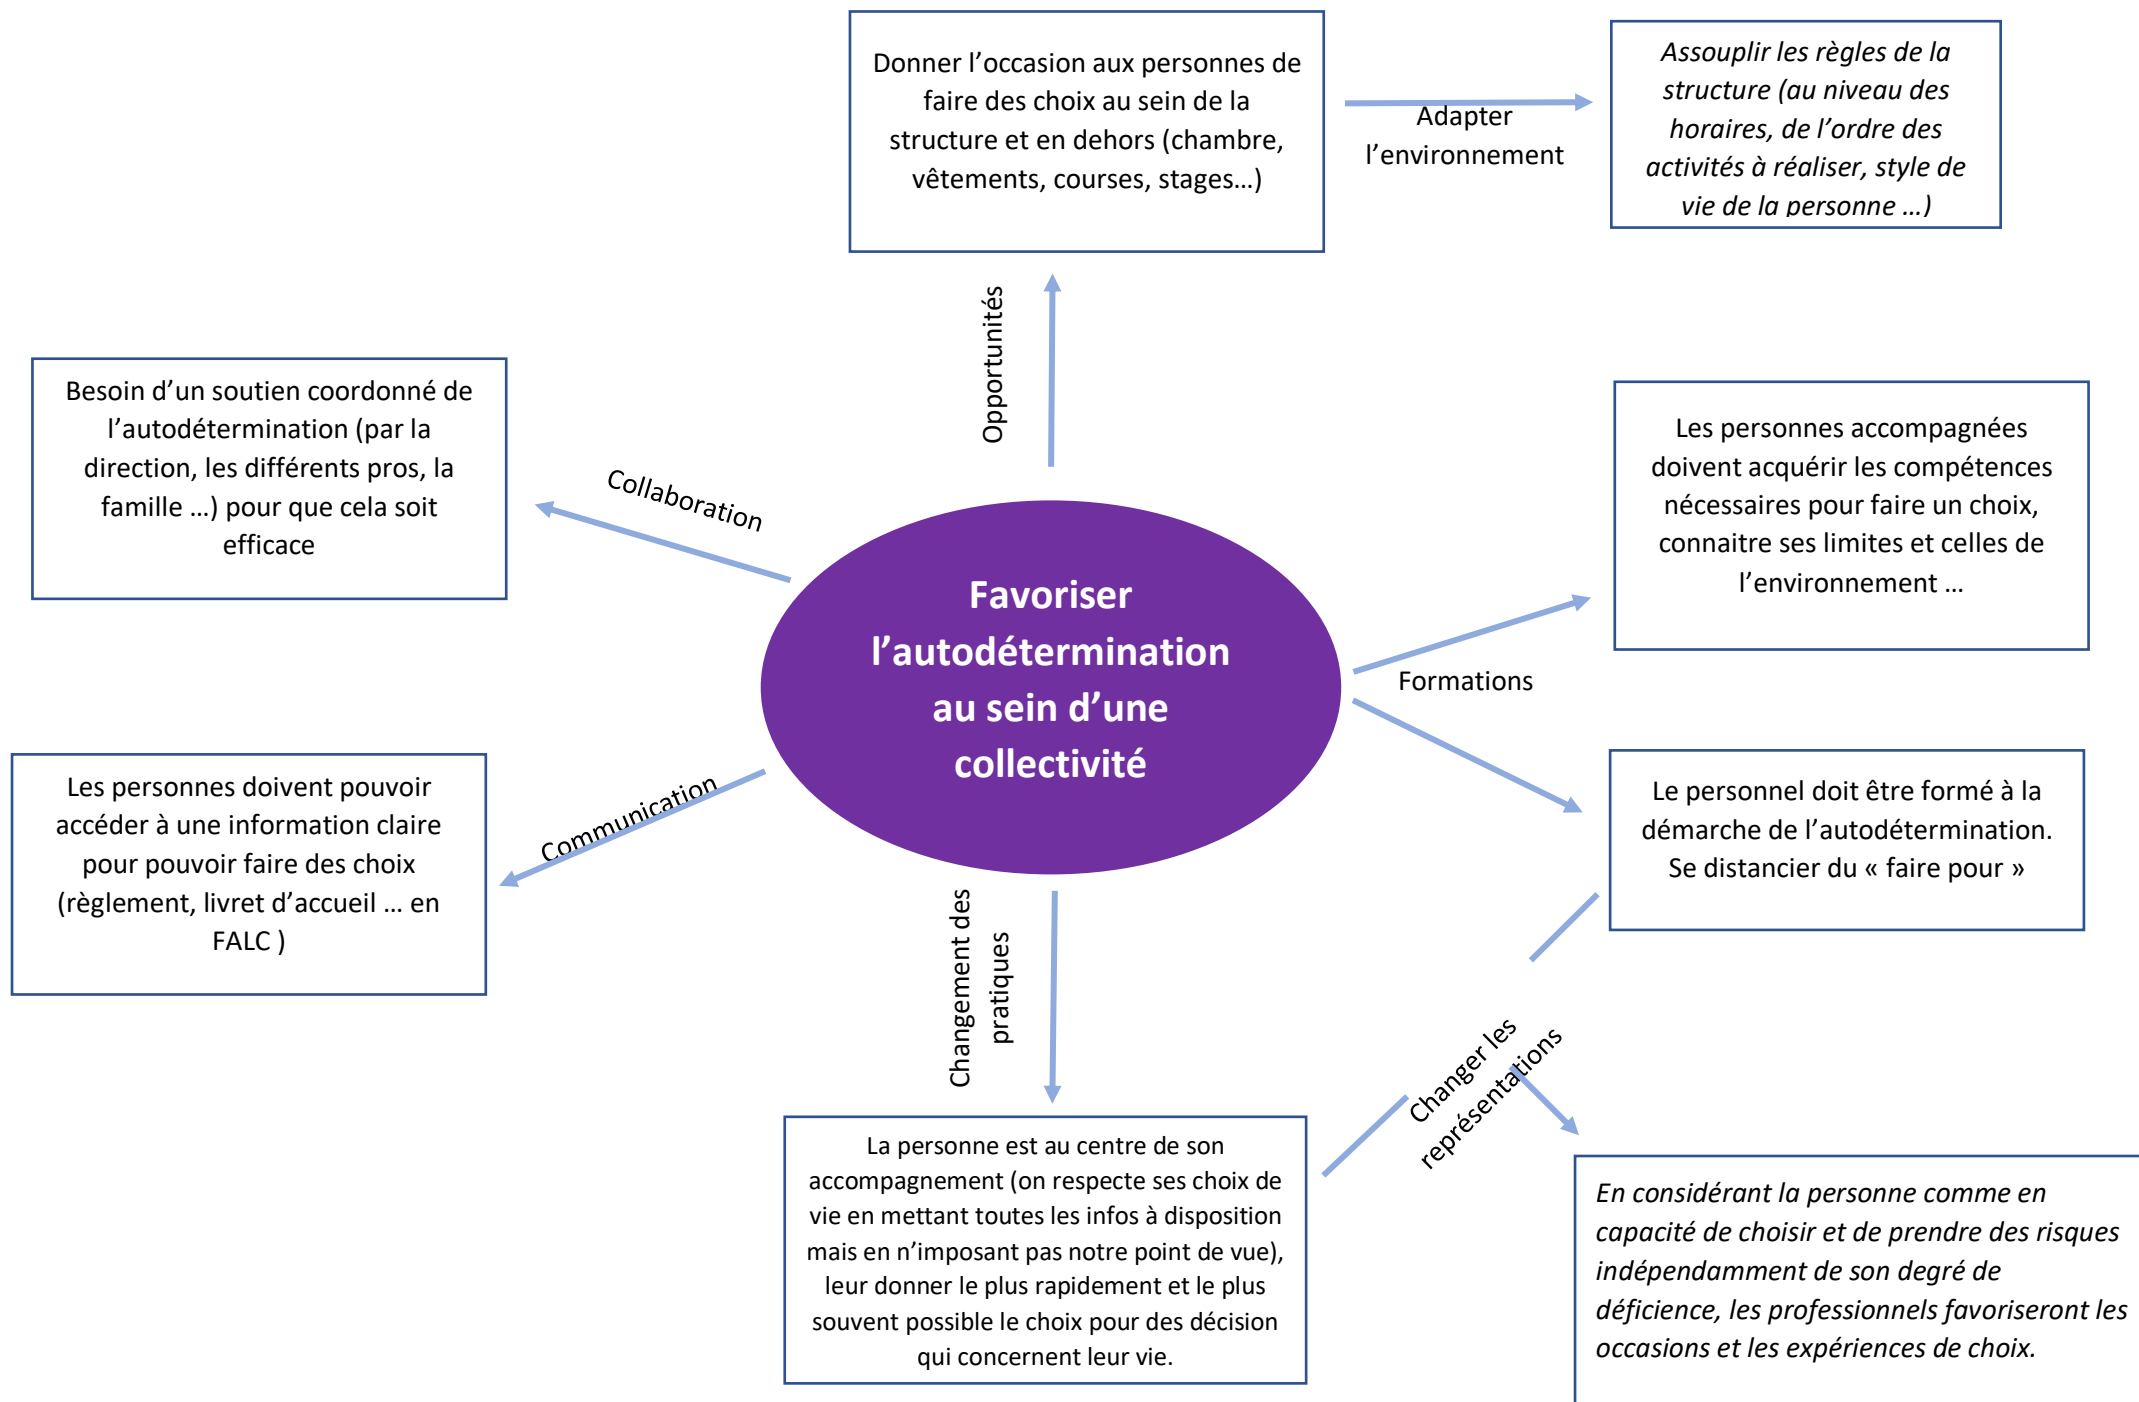 Donner l’occasion aux personnes de
faire des choix au sein de la
structure et en dehors (chambre,
vêtements, courses, stages…)
Adapter
l’environnement
Assouplir les règles de la
structure (au niveau des
horaires, de l’ordre des
activités à réaliser, style de
vie de la personne …)
Opportunités
Besoin d’un soutien coordonné de
l’autodétermination (par la
direction, les différents pros, la
famille …) pour que cela soit
efficace
Collaboration
Les personnes accompagnées
doivent acquérir les compétences
nécessaires pour faire un choix,
connaitre ses limites et celles de
l’environnement …
Favoriser
l’autodétermination
au sein d’une
collectivité
Formations
Les personnes doivent pouvoir
accéder à une information claire
pour pouvoir faire des choix
(règlement, livret d’accueil … en
FALC )
Communication
Le personnel doit être formé à la
démarche de l’autodétermination.
Se distancier du « faire pour »
Changement des
pratiques
Changer les
représentations
La personne est au centre de son
accompagnement (on respecte ses choix de
vie en mettant toutes les infos à disposition
mais en n’imposant pas notre point de vue),
leur donner le plus rapidement et le plus
souvent possible le choix pour des décision
qui concernent leur vie.
En considérant la personne comme en
capacité de choisir et de prendre des risques
indépendamment de son degré de
déficience, les professionnels favoriseront les
occasions et les expériences de choix.